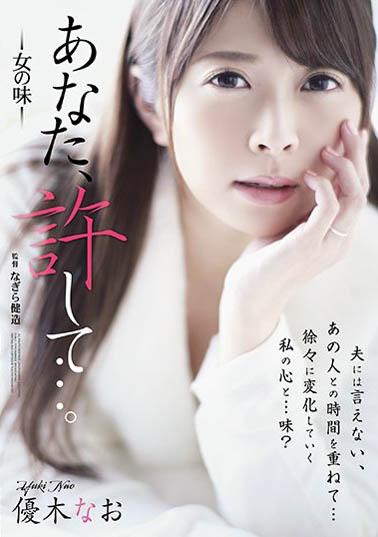 あなた、許して…。
―女の味―
監督 なぎら健造
夫には言えない、
あの人との時間を重ねて…
徐々に変化していく
私の心と…味？
Yuki Nao
優木なお